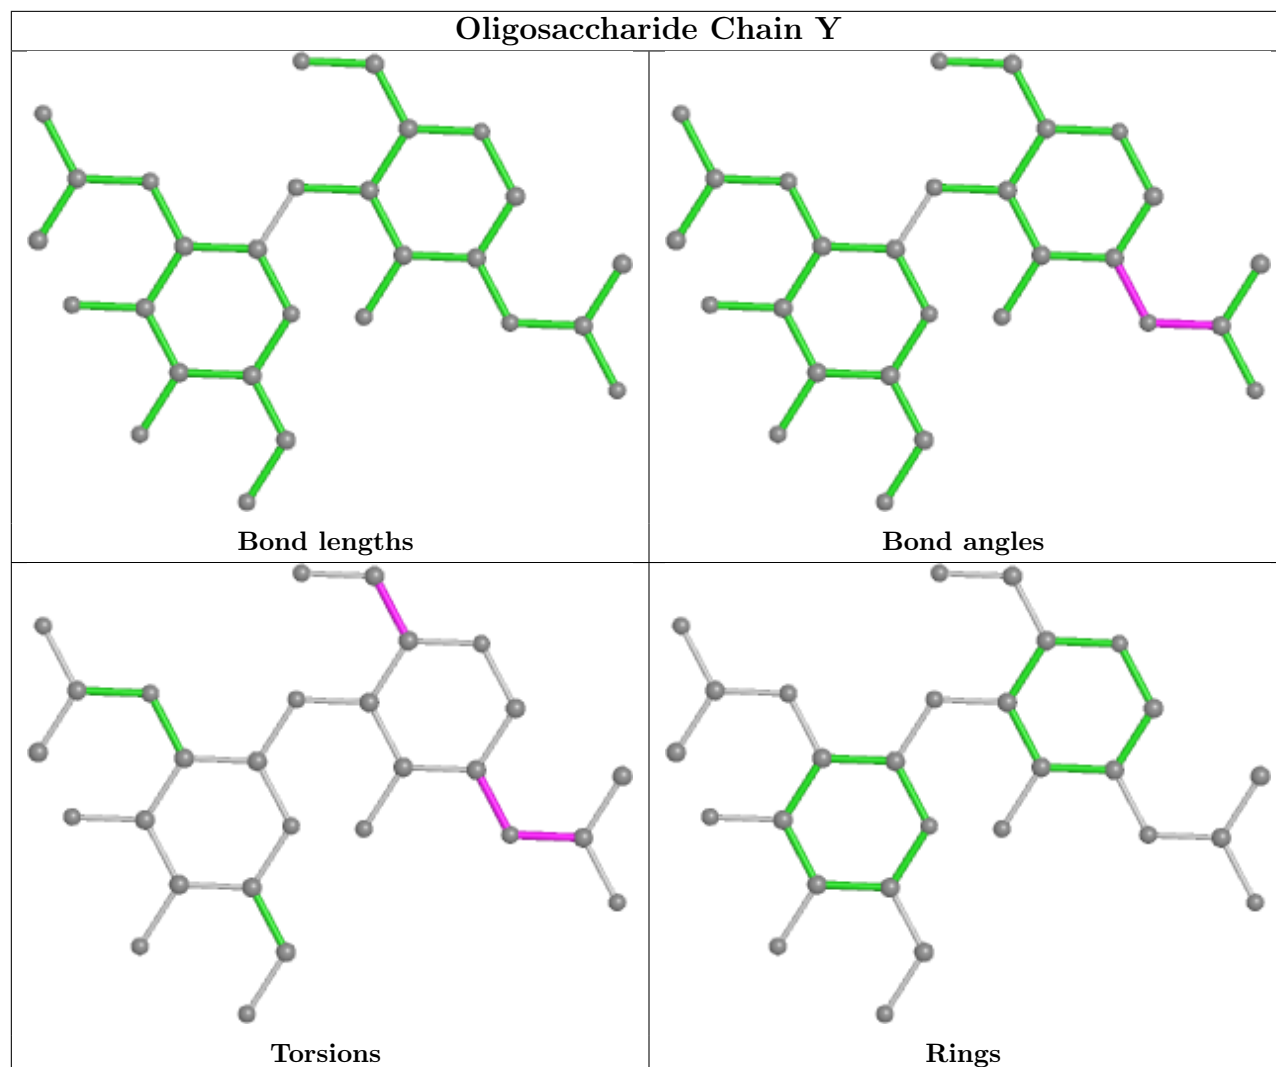 Oligosaccharide Chain Y
Bond lengths
Bond angles
Torsions
Rings